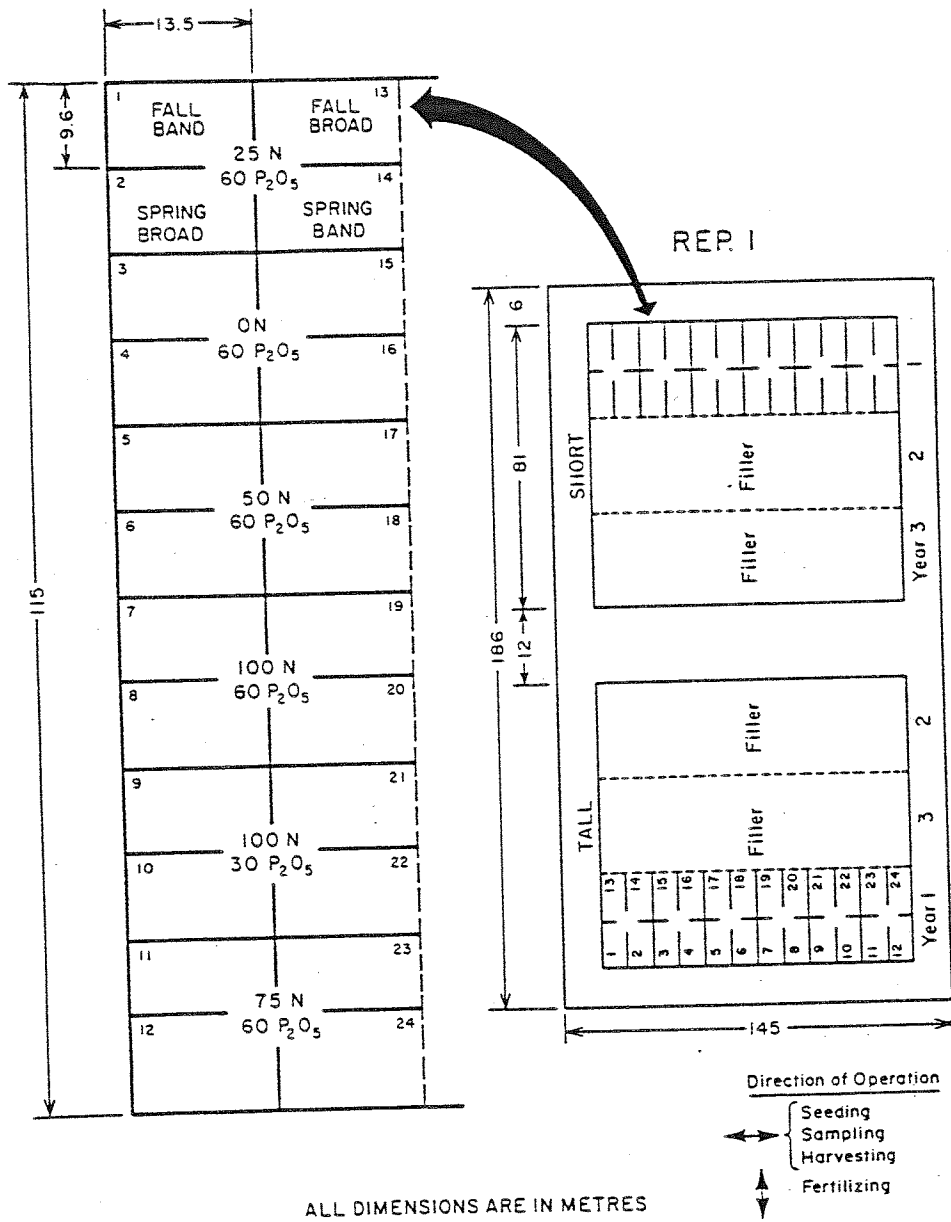 13.5
9.6
115
1
FALL
BAND
13
FALL
BROAD
25 N
60 P₂O₅
2
14
SPRING
BROAD
SPRING
BAND
3
15
ON
60 P₂O₅
4
16
5
17
50 N
60 P₂O₅
6
18
7
19
100 N
60 P₂O₅
8
20
9
21
100 N
30 P₂O₅
10
22
11
23
75 N
60 P₂O₅
12
24
REP. 1
186
6
81
12
SHORT
1
Filler
2
Filler
Year 3
TALL
Filler
2
Filler
3
13 14 15 16 17 18 19 20 21 22 23 24
1 2 3 4 5 6 7 8 9 10 11 12
Year 1
145
Direction of Operation
Seeding
Sampling
Harvesting
Fertilizing
ALL DIMENSIONS ARE IN METRES